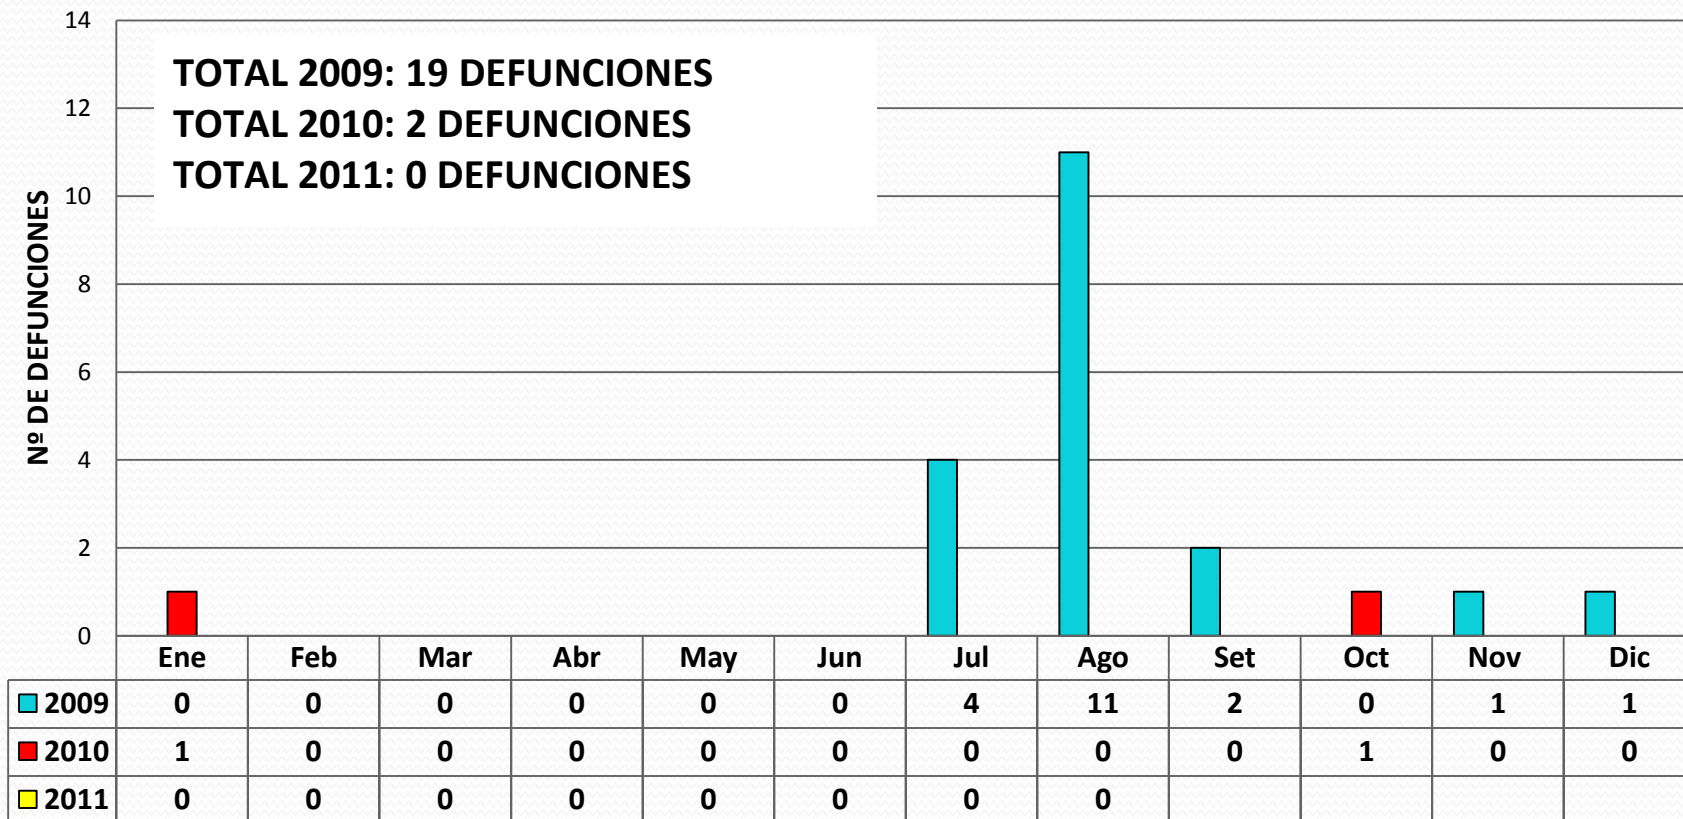 TOTAL 2009: 19 DEFUNCIONES
TOTAL 2010: 2 DEFUNCIONES
TOTAL 2011: 0 DEFUNCIONES
Nº DE DEFUNCIONES
14
12
10
8
6
4
2
0
Ene Feb Mar Abr May Jun Jul Ago Set Oct Nov Dic
2009 0 0 0 0 0 0 4 11 2 0 1 1
2010 1 0 0 0 0 0 0 0 0 1 0 0
2011 0 0 0 0 0 0 0 0